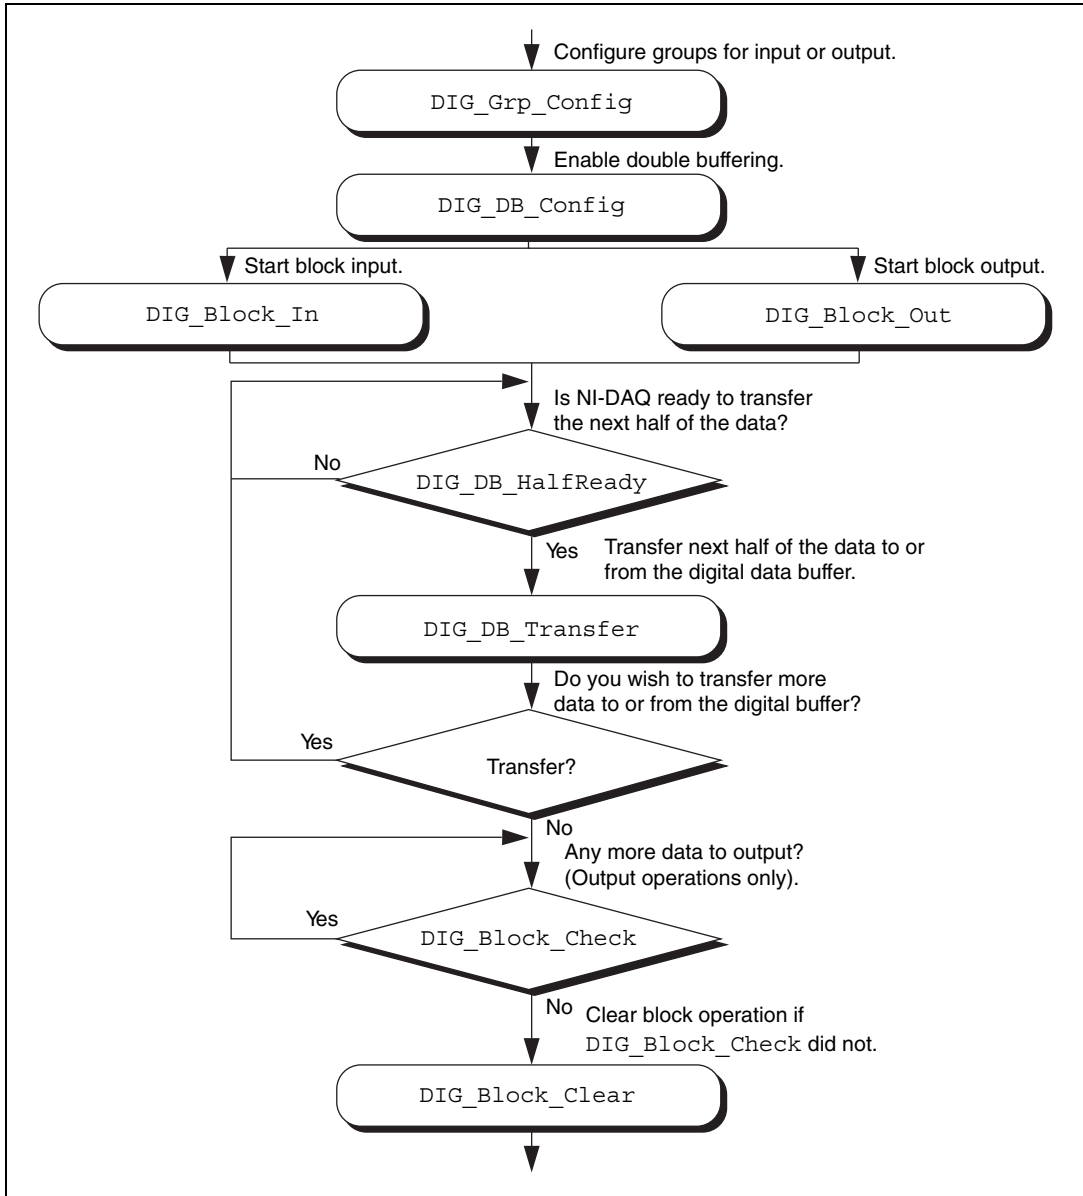 Configure groups for input or output.
DIG_Grp_Config
Enable double buffering.
DIG_DB_Config
Start block input.
Start block output.
DIG_Block_In
DIG_Block_Out
Is NI-DAQ ready to transfer
the next half of the data?
No
DIG_DB_HalfReady
Yes
Transfer next half of the data to or
from the digital data buffer.
DIG_DB_Transfer
Do you wish to transfer more
data to or from the digital buffer?
Yes
Transfer?
No
Any more data to output?
(Output operations only).
Yes
DIG_Block_Check
No
Clear block operation if
DIG_Block_Check did not.
DIG_Block_Clear